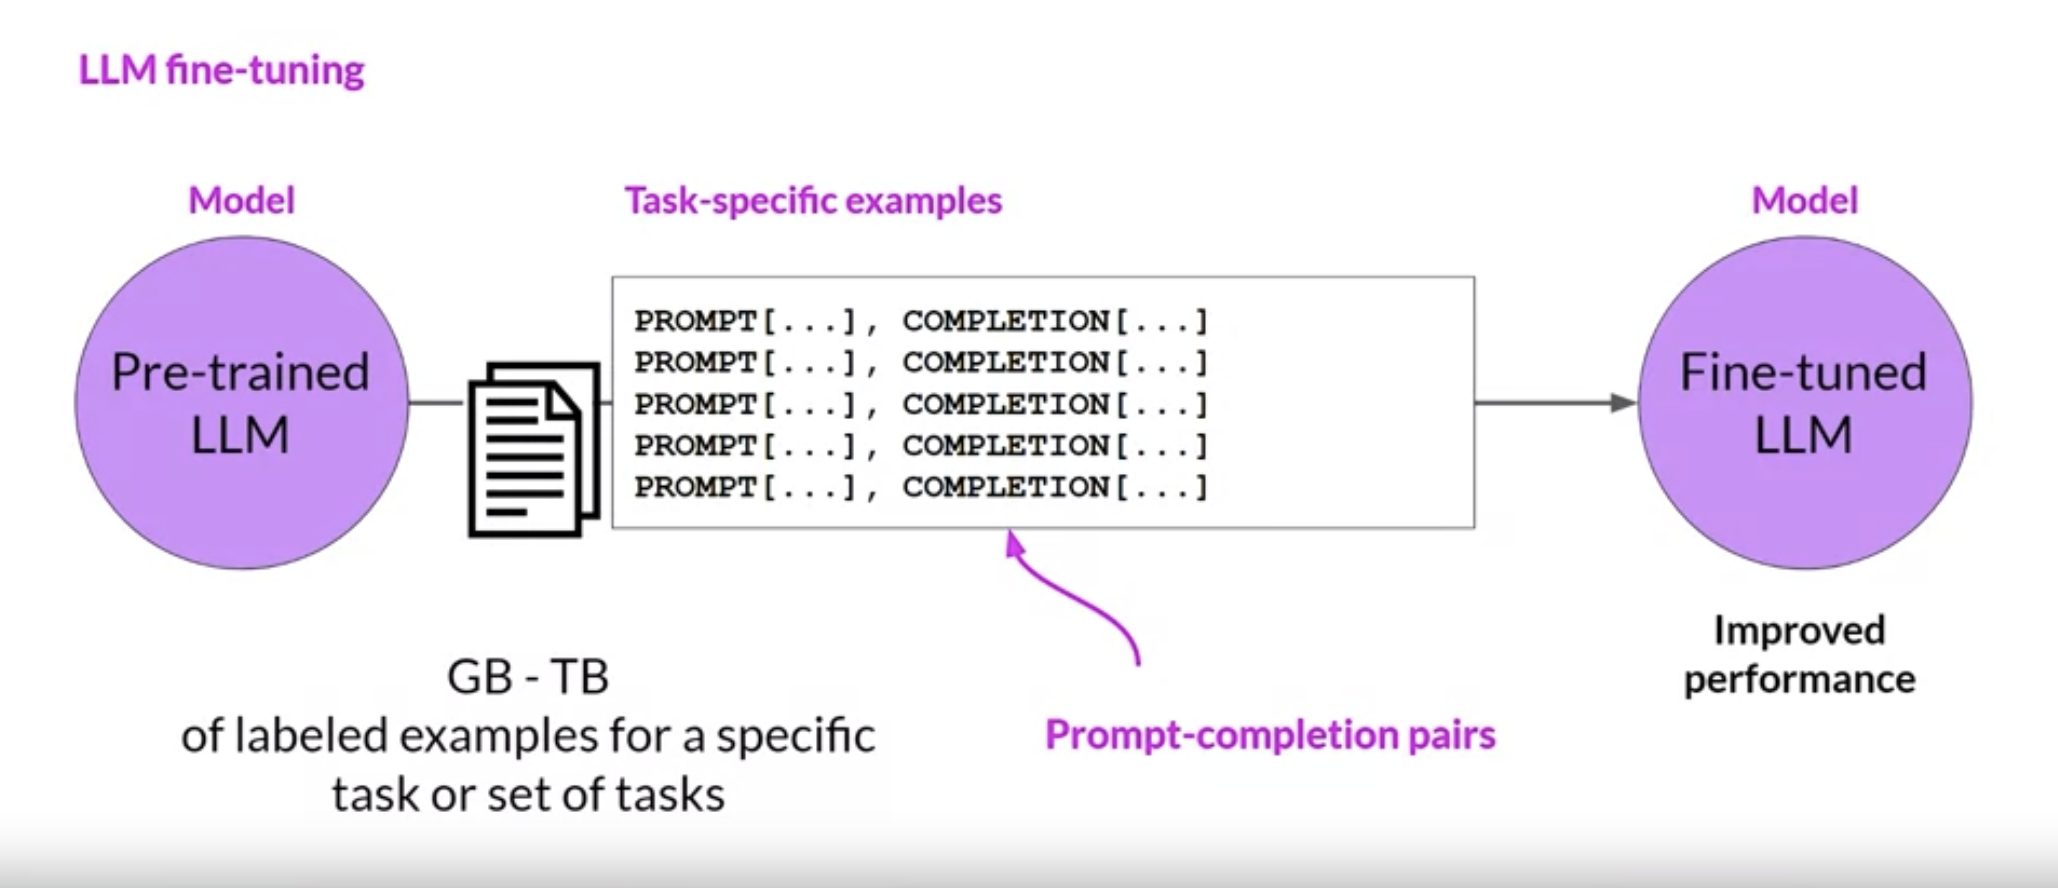 LLM fine-tuning
Model
Task-specific examples
Model
Pre-trained
LLM
PROMPT[...], COMPLETION[...]
PROMPT[...], COMPLETION[...]
PROMPT[...], COMPLETION[...]
PROMPT[...], COMPLETION[...]
PROMPT[...], COMPLETION[...]
Fine-tuned
LLM
GB - TB
of labeled examples for a specific
task or set of tasks
Prompt-completion pairs
Improved
performance